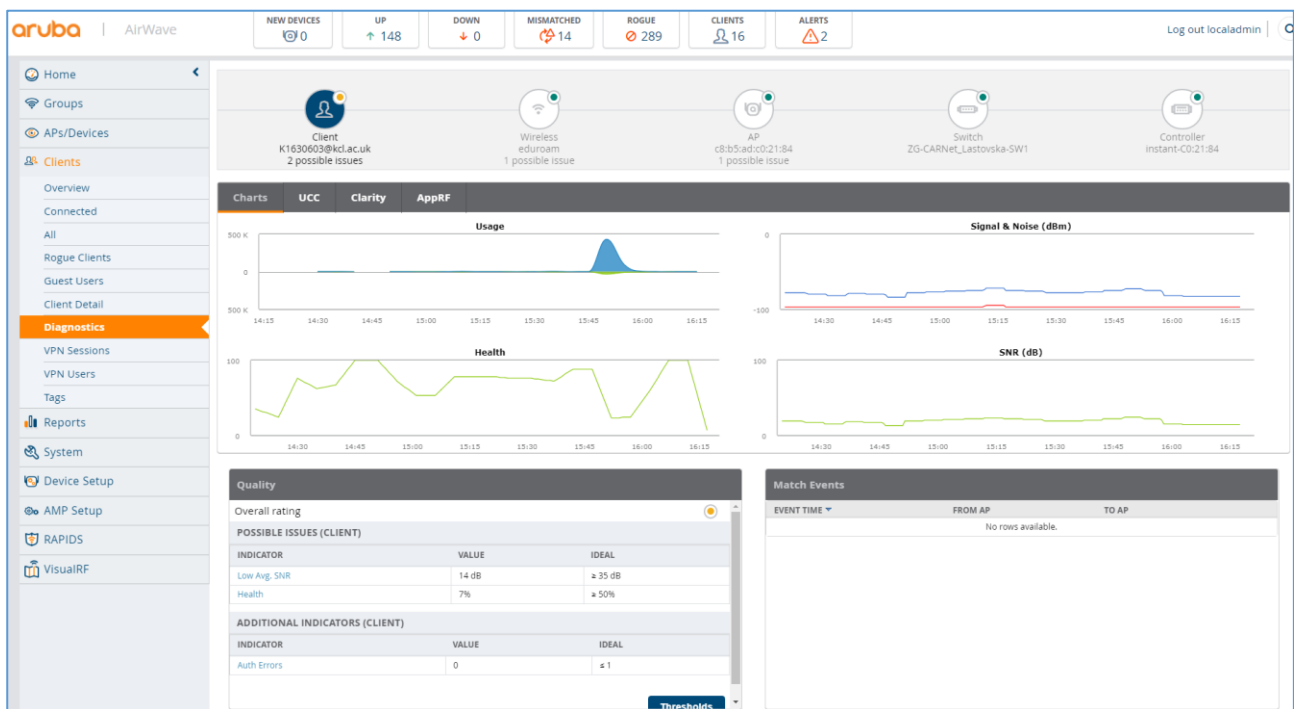 aruba | AirWave
NEW DEVICES
0
UP
148
DOWN
0
MISMATCHED
14
ROGUE
289
CLIENTS
16
ALERTS
2
Log out localadmin
Home
Groups
APs/Devices
Clients
Overview
Connected
All
Rogue Clients
Guest Users
Client Detail
Diagnostics
VPN Sessions
VPN Users
Tags
Reports
System
Device Setup
AMP Setup
RAPIDS
VisualRF
Client
K1630603@kcl.ac.uk
2 possible issues
Wireless
eduroam
1 possible issue
AP
c8:b5:ad:c0:21:84
1 possible issue
Switch
ZG-CARNet_Lastovska-SW1
Controller
instant-C0:21:84
Charts UCC Clarity AppRF
Usage
500 K
0
500 K
14:15 14:30 14:45 15:00 15:15 15:30 15:45 16:00 16:15
Signal & Noise (dBm)
0
-100
14:30 14:45 15:00 15:15 15:30 15:45 16:00 16:15
Health
100
0
14:30 14:45 15:00 15:15 15:30 15:45 16:00 16:15
SNR (dB)
100
0
14:30 14:45 15:00 15:15 15:30 15:45 16:00 16:15
Quality
Overall rating
POSSIBLE ISSUES (CLIENT)
INDICATOR VALUE IDEAL
Low Avg. SNR 14 dB ≥ 35 dB
Health 7% ≥ 50%
ADDITIONAL INDICATORS (CLIENT)
INDICATOR VALUE IDEAL
Auth Errors 0 ≤ 1
Thresholds
Match Events
EVENT TIME FROM AP TO AP
No rows available.